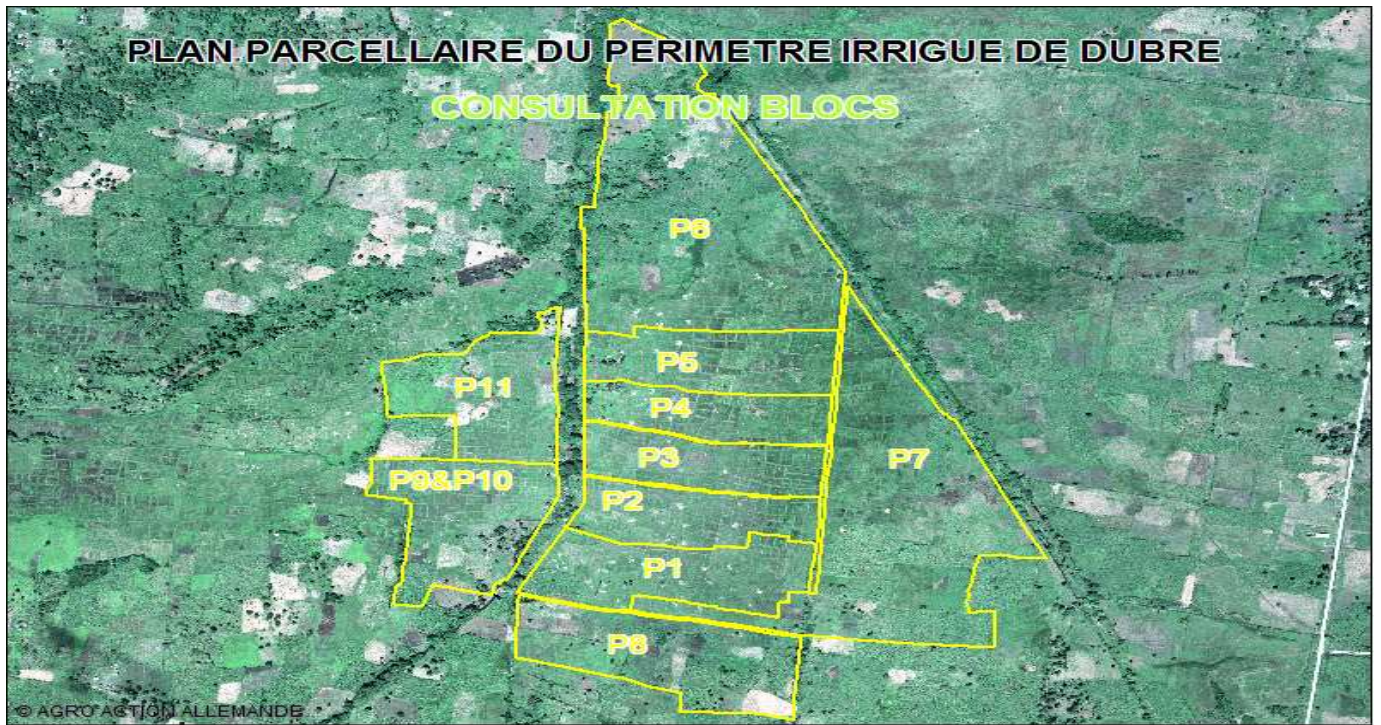 PLAN PARCELLAIRE DU PERIMETRE IRRIGUE DE DUBRE
CONSULTATION BLOCS
P6
P5
P11
P4
P3
P7
P9&P10
P2
P1
P8
© AGRO ACTION ALLEMANDE